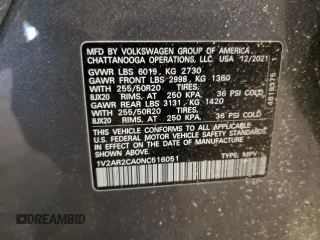 MFD. BY VOLKSWAGEN GROUP OF AMERICA
CHATTANOOGA OPERATIONS, LLC. USA 12/2021
GVWR LBS 6019, KG 2730
GAWR FRONT LBS 2998, KG 1360
WITH 255/50R20 TIRES,
8JX20 RIMS, AT 250 KPA, 36 PSI COLD
GAWR REAR LBS 3131, KG 1420
WITH 255/50R20 TIRES,
8JX20 RIMS, AT 250 KPA, 36 PSI COLD
THIS VEHICLE CONFORMS TO ALL APPLICABLE
U.S. FEDERAL MOTOR VEHICLE SAFETY
STANDARDS IN EFFECT ON THE DATE OF
MANUFACTURE SHOWN ABOVE.
1V2AR2CA0NC516051 TYPE: MPV